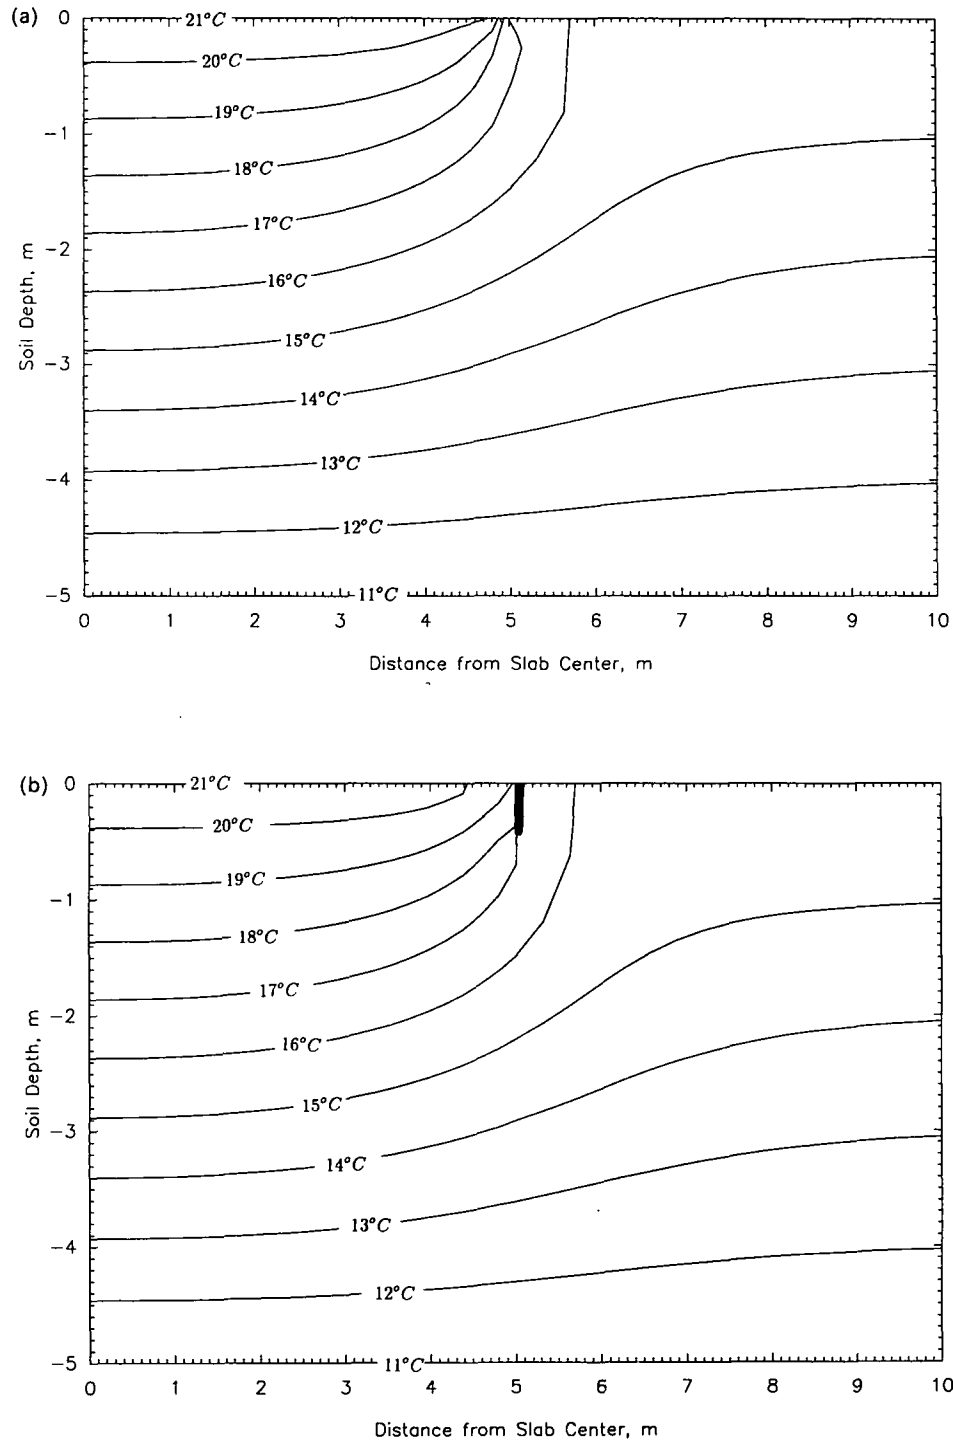 (a)
0
21°C
20°C
19°C
−1
18°C
17°C
−2
16°C
15°C
−3
14°C
13°C
−4
12°C
−5
11°C
0 1 2 3 4 5 6 7 8 9 10
Soil Depth, m
Distance from Slab Center, m
(b)
0
21°C
20°C
19°C
−1
18°C
17°C
−2
16°C
15°C
−3
14°C
13°C
−4
12°C
−5
11°C
0 1 2 3 4 5 6 7 8 9 10
Soil Depth, m
Distance from Slab Center, m